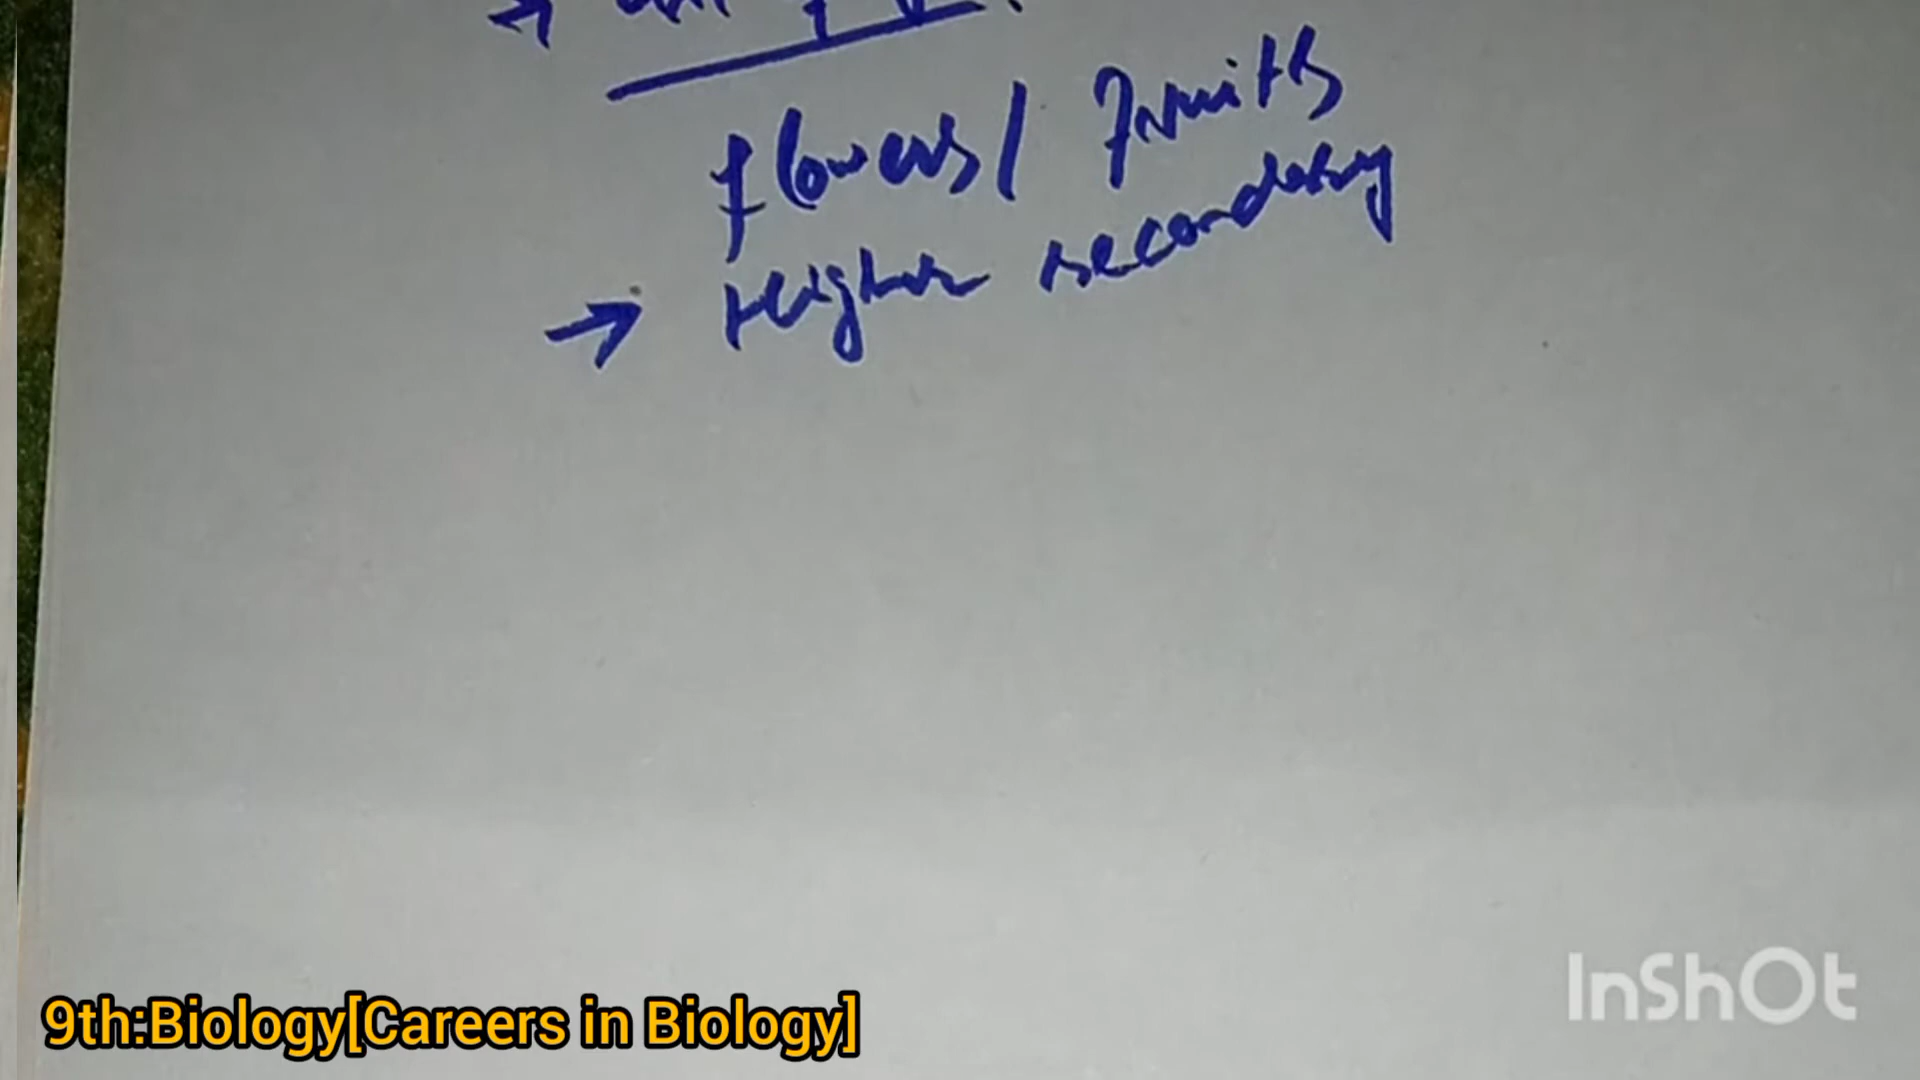 →
flowers / Fruits
→ Higher secondary
9th:Biology[Careers in Biology]
InShOt